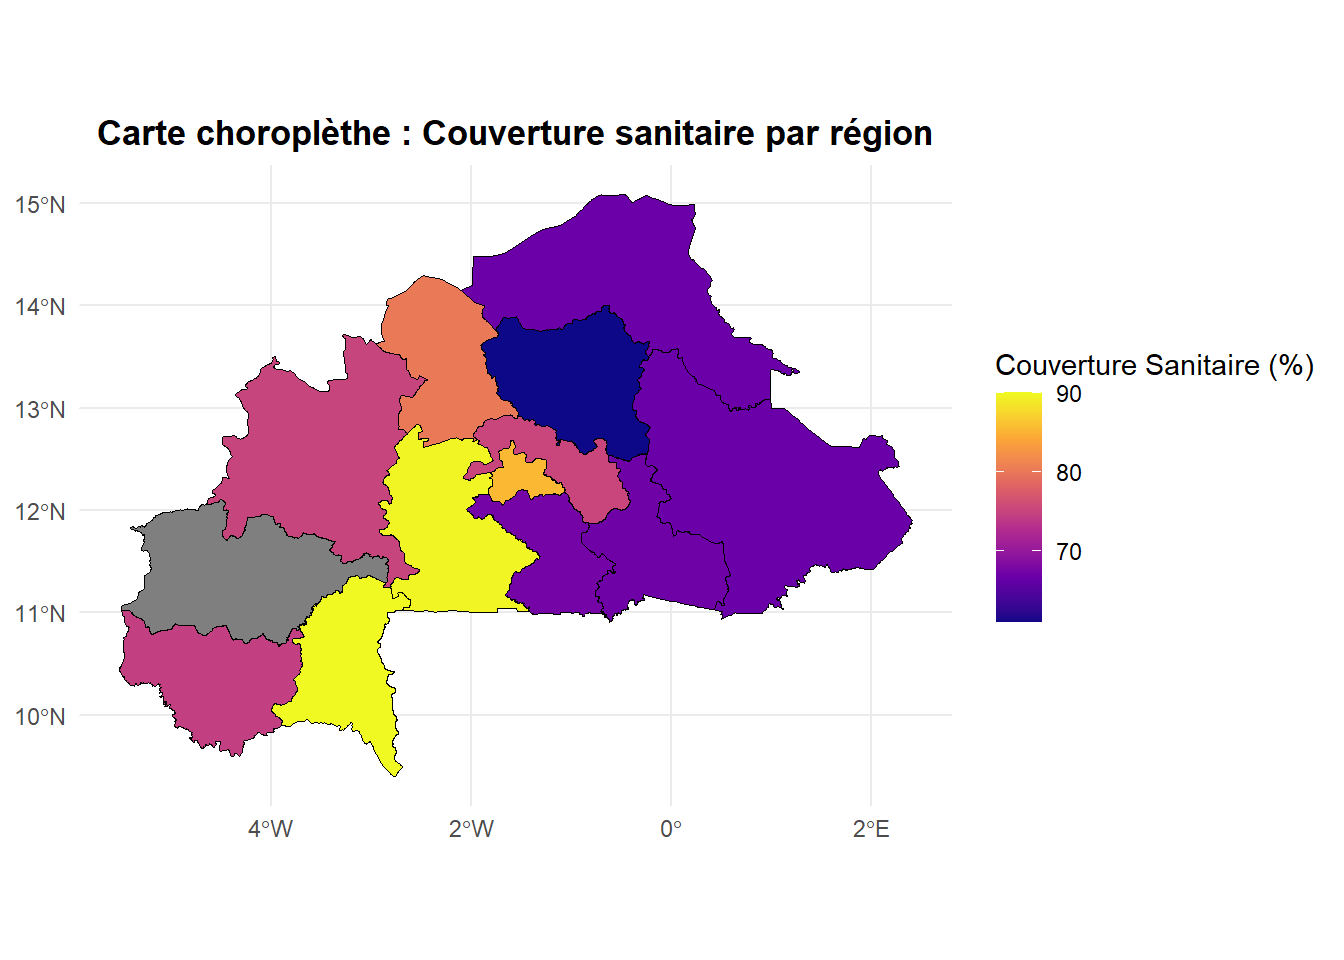 Carte choroplèthe : Couverture sanitaire par région
15°N
14°N
13°N
12°N
11°N
10°N
4°W
2°W
0°
2°E
Couverture Sanitaire (%)
90
80
70